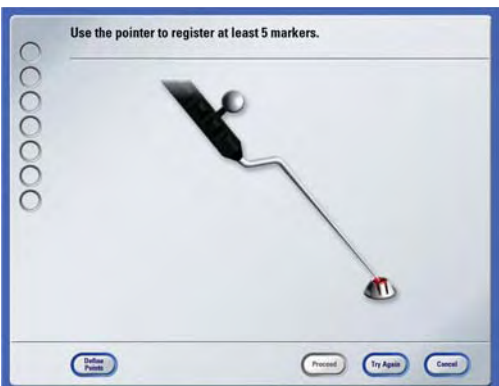 Use the pointer to register at least 5 markers.
Define
Points
Proceed
Try Again
Cancel